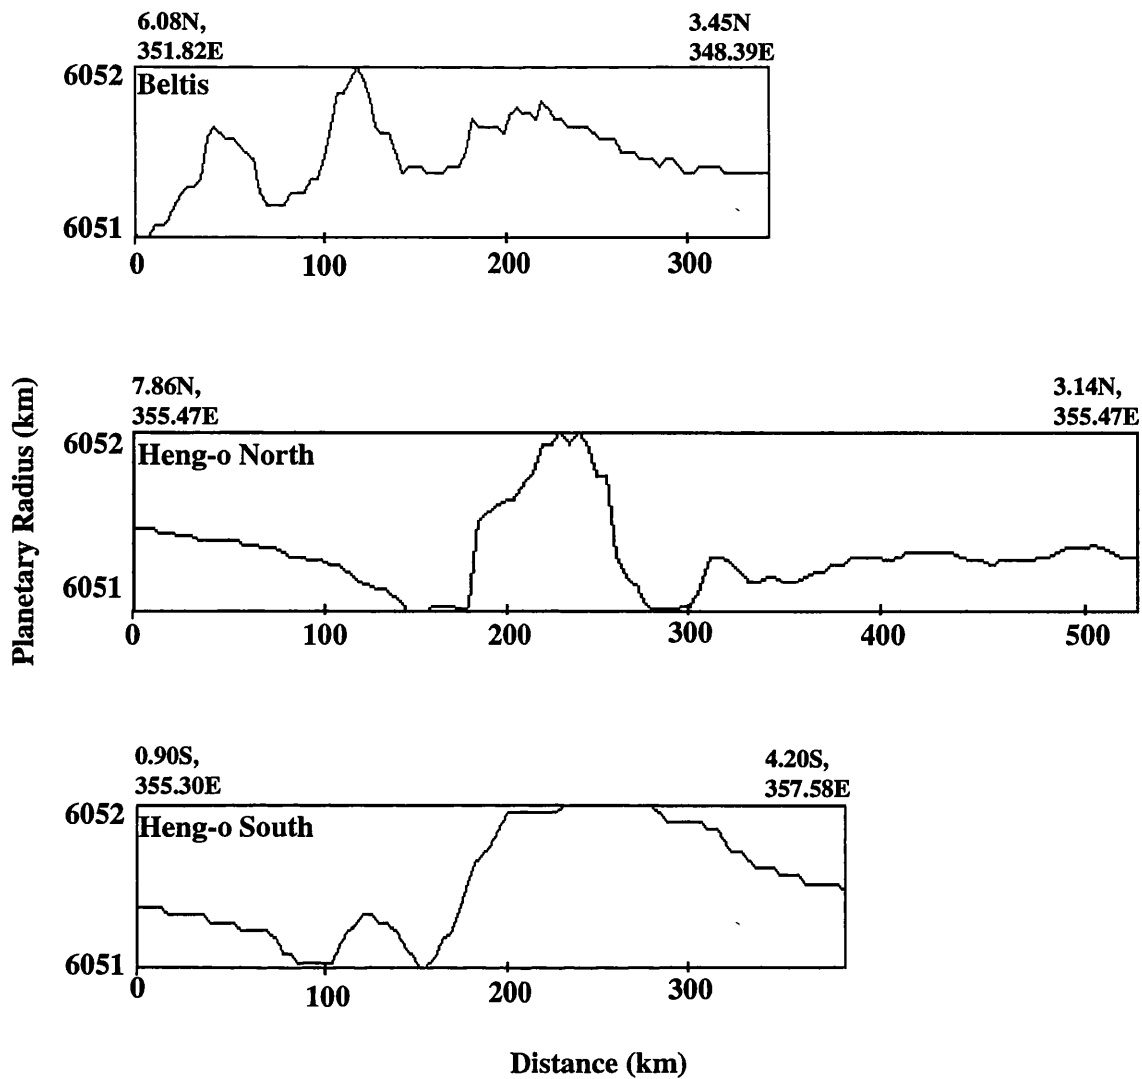 6.08N,
351.82E
3.45N
348.39E
6052
Beltis
6051
0 100 200 300
7.86N,
355.47E
3.14N,
355.47E
6052
Heng-o North
6051
0 100 200 300 400 500
Planetary Radius (km)
0.90S,
355.30E
4.20S,
357.58E
6052
Heng-o South
6051
0 100 200 300
Distance (km)